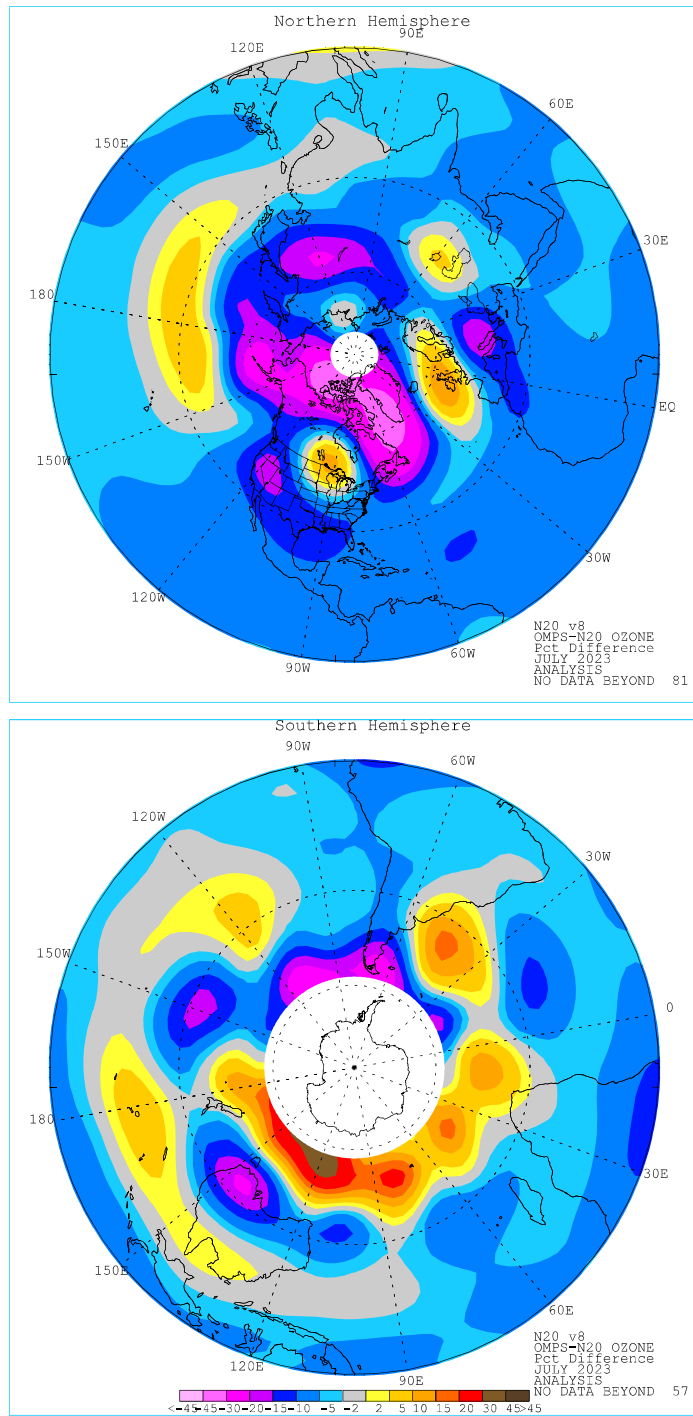 Northern Hemisphere
90E
120E
60E
150E
30E
180
EQ
150W
30W
120W
60W
90W
N20 v8
OMPS-N20 OZONE
Pct Difference
JULY 2023
ANALYSIS
NO DATA BEYOND 81
Southern Hemisphere
90W
60W
120W
30W
150W
0
180
30E
150E
60E
120E
90E
N20 v8
OMPS-N20 OZONE
Pct Difference
JULY 2023
ANALYSIS
NO DATA BEYOND 57
<-45-45-30-20-15-10 -5 -2 2 5 10 15 20 30 45>45